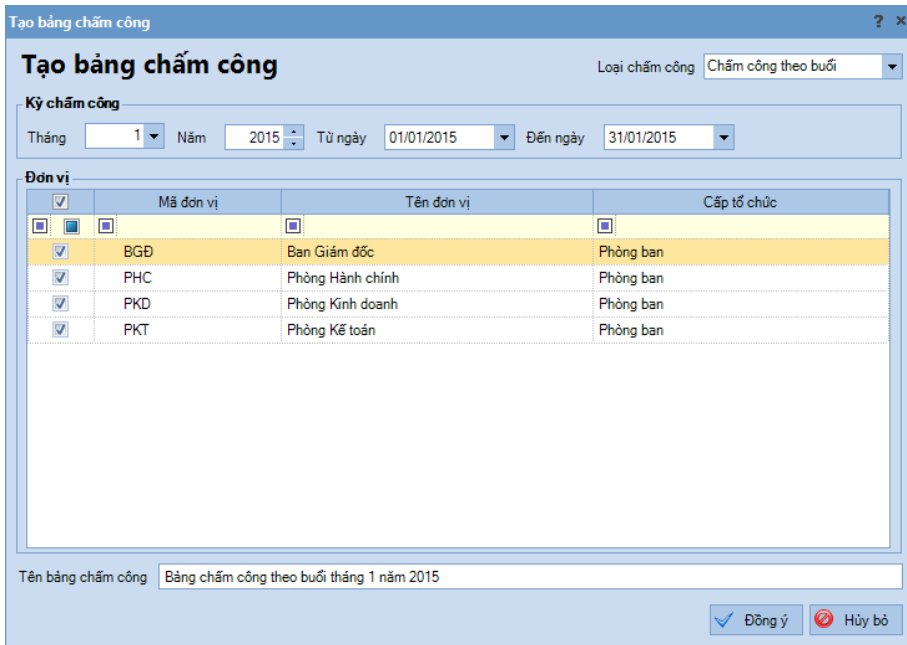 Tạo bảng chấm công ? ×
Tạo bảng chấm công
Loại chấm công Chấm công theo buổi
Kỳ chấm công
Tháng 1 Năm 2015 Từ ngày 01/01/2015 Đến ngày 31/01/2015
Đơn vị
Mã đơn vị Tên đơn vị Cấp tổ chức
BGĐ Ban Giám đốc Phòng ban
PHC Phòng Hành chính Phòng ban
PKD Phòng Kinh doanh Phòng ban
PKT Phòng Kế toán Phòng ban
Tên bảng chấm công Bảng chấm công theo buổi tháng 1 năm 2015
Đồng ý Hủy bỏ